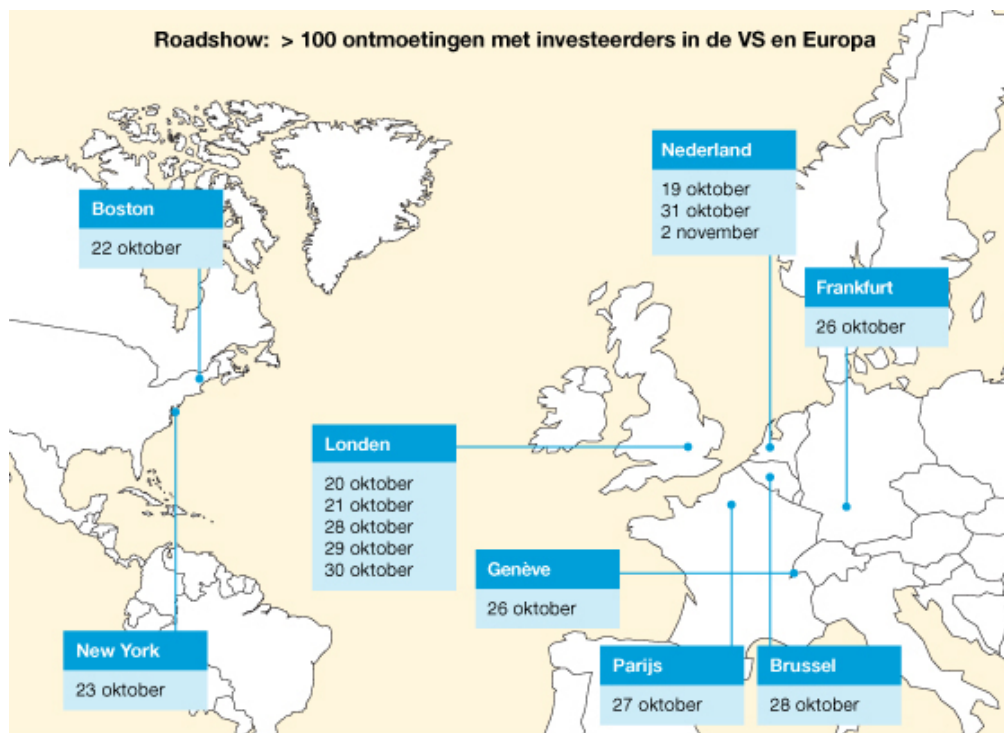 Roadshow: > 100 ontmoetingen met investeerders in de VS en Europa
Boston
22 oktober
Nederland
19 oktober
31 oktober
2 november
Frankfurt
26 oktober
Londen
20 oktober
21 oktober
28 oktober
29 oktober
30 oktober
Genève
26 oktober
New York
23 oktober
Parijs
27 oktober
Brussel
28 oktober